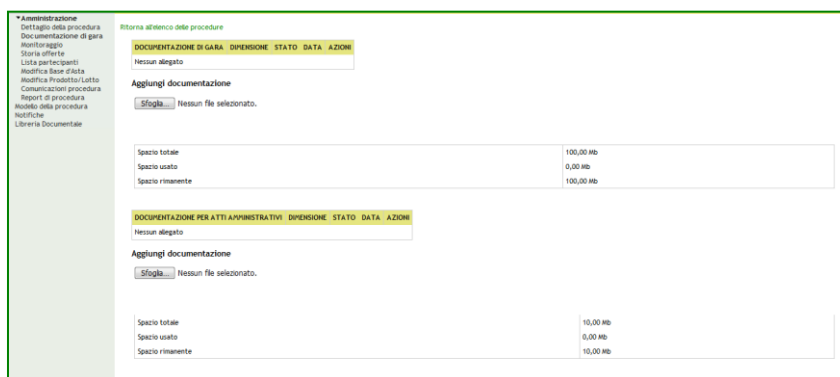 ▼Amministrazione
Dettaglio della procedura
Documentazione di gara
Monitoraggio
Storia offerte
Lista partecipanti
Modifica Base d'Asta
Modifica Prodotto/Lotto
Comunicazioni procedura
Report di procedura
Modello della procedura
Notifiche
Libreria Documentale
Ritorna all'elenco delle procedure
DOCUMENTAZIONE DI GARA DIMENSIONE STATO DATA AZIONI
Nessun allegato
Aggiungi documentazione
Sfoglia... Nessun file selezionato.
Spazio totale 100,00 Mb
Spazio usato 0,00 Mb
Spazio rimanente 100,00 Mb
DOCUMENTAZIONE PER ATTI AMMINISTRATIVI DIMENSIONE STATO DATA AZIONI
Nessun allegato
Aggiungi documentazione
Sfoglia... Nessun file selezionato.
Spazio totale 10,00 Mb
Spazio usato 0,00 Mb
Spazio rimanente 10,00 Mb